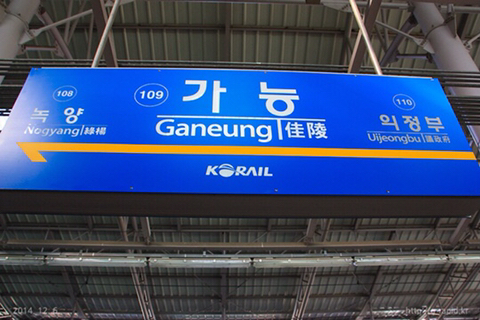 108
녹 양
Nogyang 綠楊
109
가 능
Ganeung 佳陵
110
의정부
Uijeongbu 議政府
KORAIL